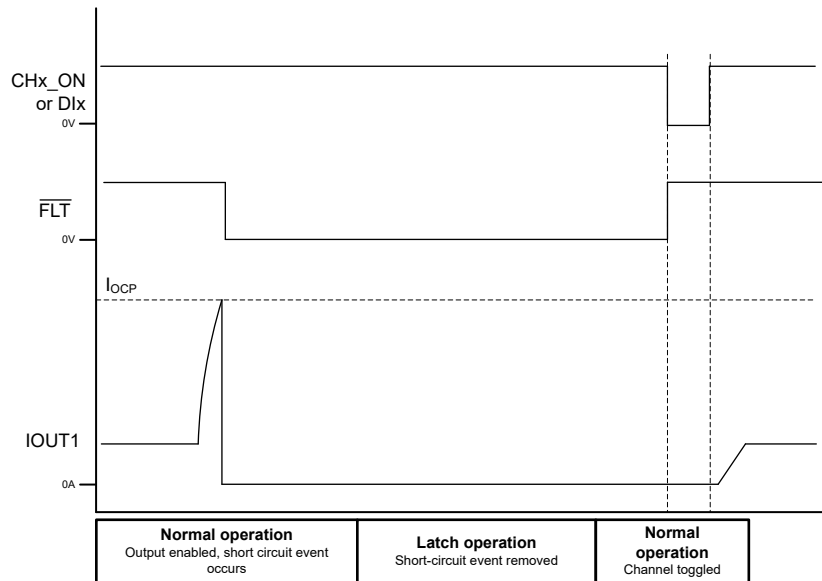 CHx_ON
or DIx
0V
FLT
0V
IOCP
IOUT1
0A
Normal operation
Output enabled, short circuit event
occurs
Latch operation
Short-circuit event removed
Normal
operation
Channel toggled